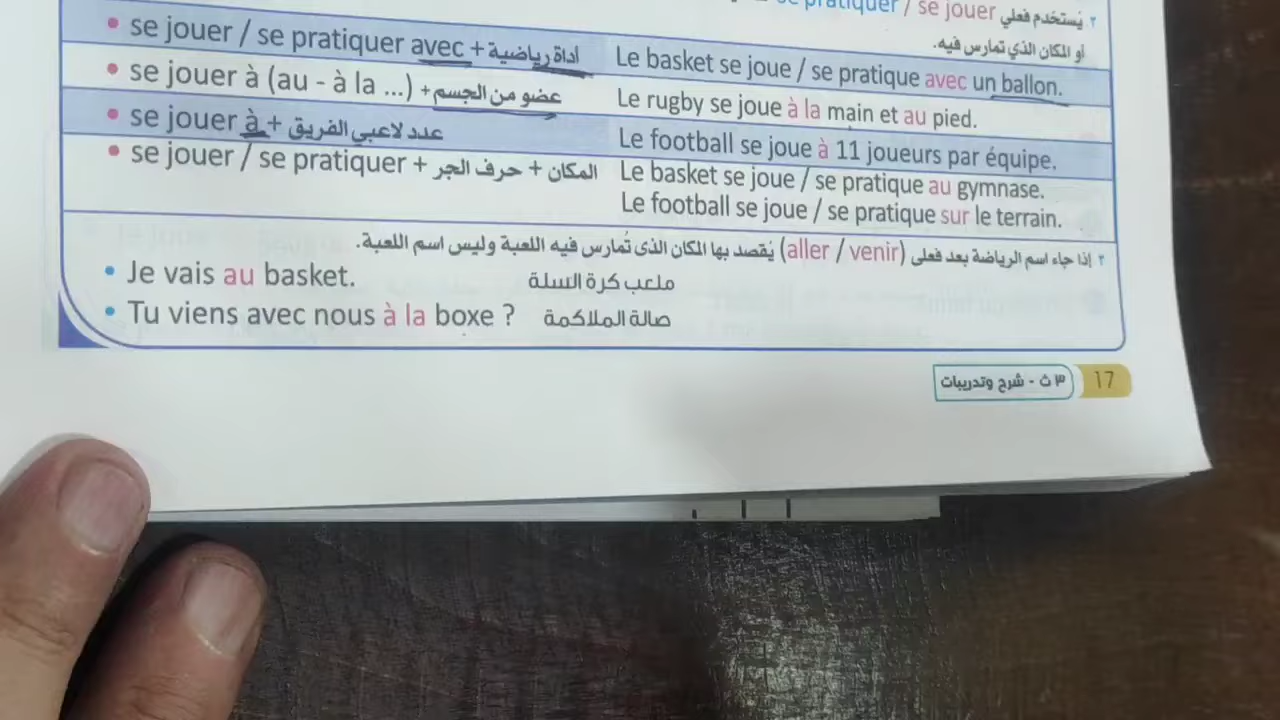 ٢ يُستخدم فعلي se pratiquer / se jouer
أو المكان الذي تمارس فيه.
• se jouer / se pratiquer avec + أداة رياضية Le basket se joue / se pratique avec un ballon.
• se jouer à (au - à la ...) + عضو من الجسم Le rugby se joue à la main et au pied.
• se jouer à + عدد لاعبي الفريق Le football se joue à 11 joueurs par équipe.
• se jouer / se pratiquer + المكان + حرف الجر Le basket se joue / se pratique au gymnase.
Le football se joue / se pratique sur le terrain.
٣ إذا جاء اسم الرياضة بعد فعلى (aller / venir) يُقصد بها المكان الذى تُمارس فيه اللعبة وليس اسم اللعبة.
• Je vais au basket. ملعب كرة السلة
• Tu viens avec nous à la boxe ? صالة الملاكمة
٣ ث - شرح وتدريبات 17